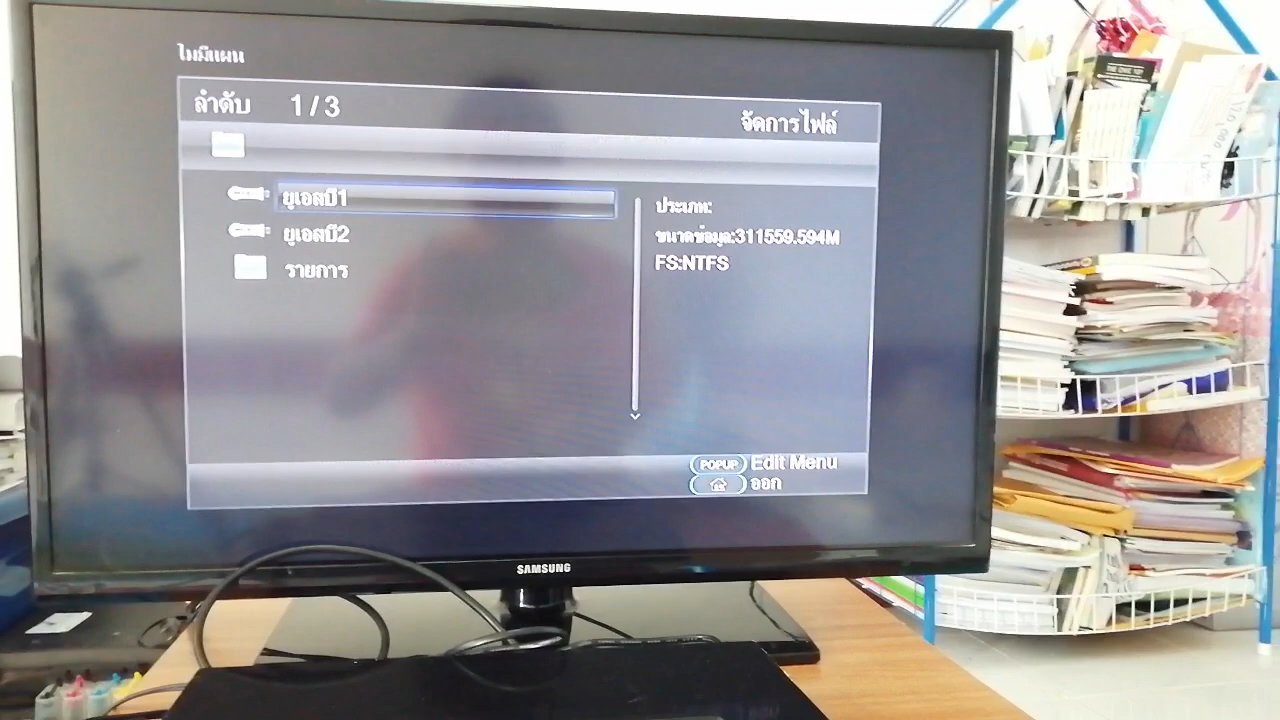 ไม่มีแผ่น
ลำดับ 1 / 3
จัดการไฟล์
ยูเอสบี1
ยูเอสบี2
รายการ
ประเภท:
ขนาดข้อมูล:311559.594M
FS:NTFS
POPUP Edit Menu
ออก
SAMSUNG